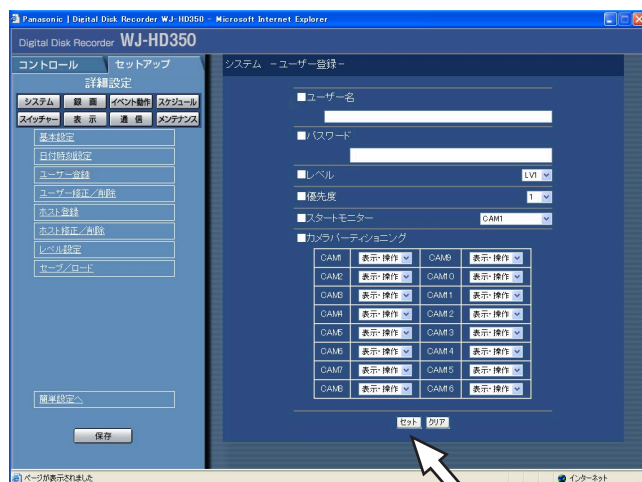 Panasonic | Digital Disk Recorder WJ-HD350 - Microsoft Internet Explorer
Digital Disk Recorder WJ-HD350
コントロール セットアップ
詳細設定
システム 録画 イベント動作 スケジュール
スイッチャー 表示 通信 メンテナンス
基本設定
日付時刻設定
ユーザー登録
ユーザー修正／削除
ホスト登録
ホスト修正／削除
レベル設定
セーブ／ロード
簡単設定へ
保存
システム －ユーザー登録－
■ユーザー名
■パスワード
■レベル LV1
■優先度 1
■スタートモニター CAM1
■カメラパーティショニング
CAM1 表示・操作 CAM9 表示・操作
CAM2 表示・操作 CAM10 表示・操作
CAM3 表示・操作 CAM11 表示・操作
CAM4 表示・操作 CAM12 表示・操作
CAM5 表示・操作 CAM13 表示・操作
CAM6 表示・操作 CAM14 表示・操作
CAM7 表示・操作 CAM15 表示・操作
CAM8 表示・操作 CAM16 表示・操作
セット クリア
ページが表示されました インターネット